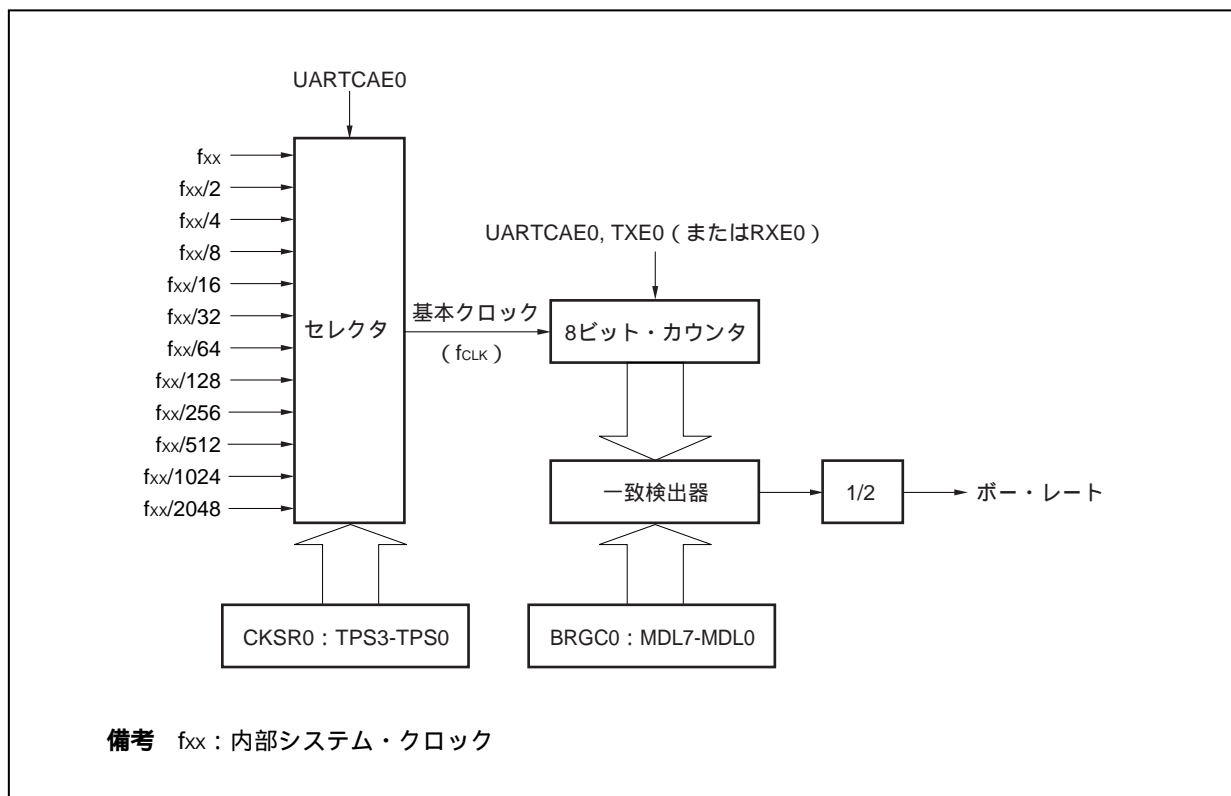 UARTCAE0
fxx
fxx/2
fxx/4
fxx/8
fxx/16
fxx/32
fxx/64
fxx/128
fxx/256
fxx/512
fxx/1024
fxx/2048
セレクタ
基本クロック
（fCLK）
UARTCAE0, TXE0（またはRXE0）
8ビット・カウンタ
一致検出器
1/2
ボー・レート
CKSR0：TPS3-TPS0
BRGC0：MDL7-MDL0
備考 fxx：内部システム・クロック